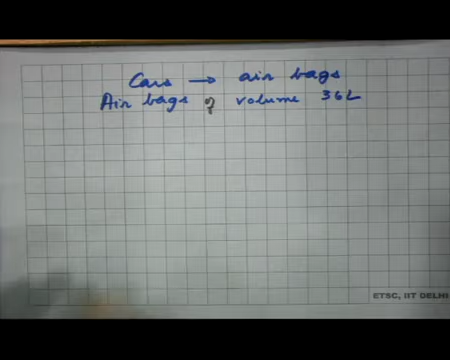 Cars → air bags
Air bags of volume 36L
ETSC, IIT DELHI